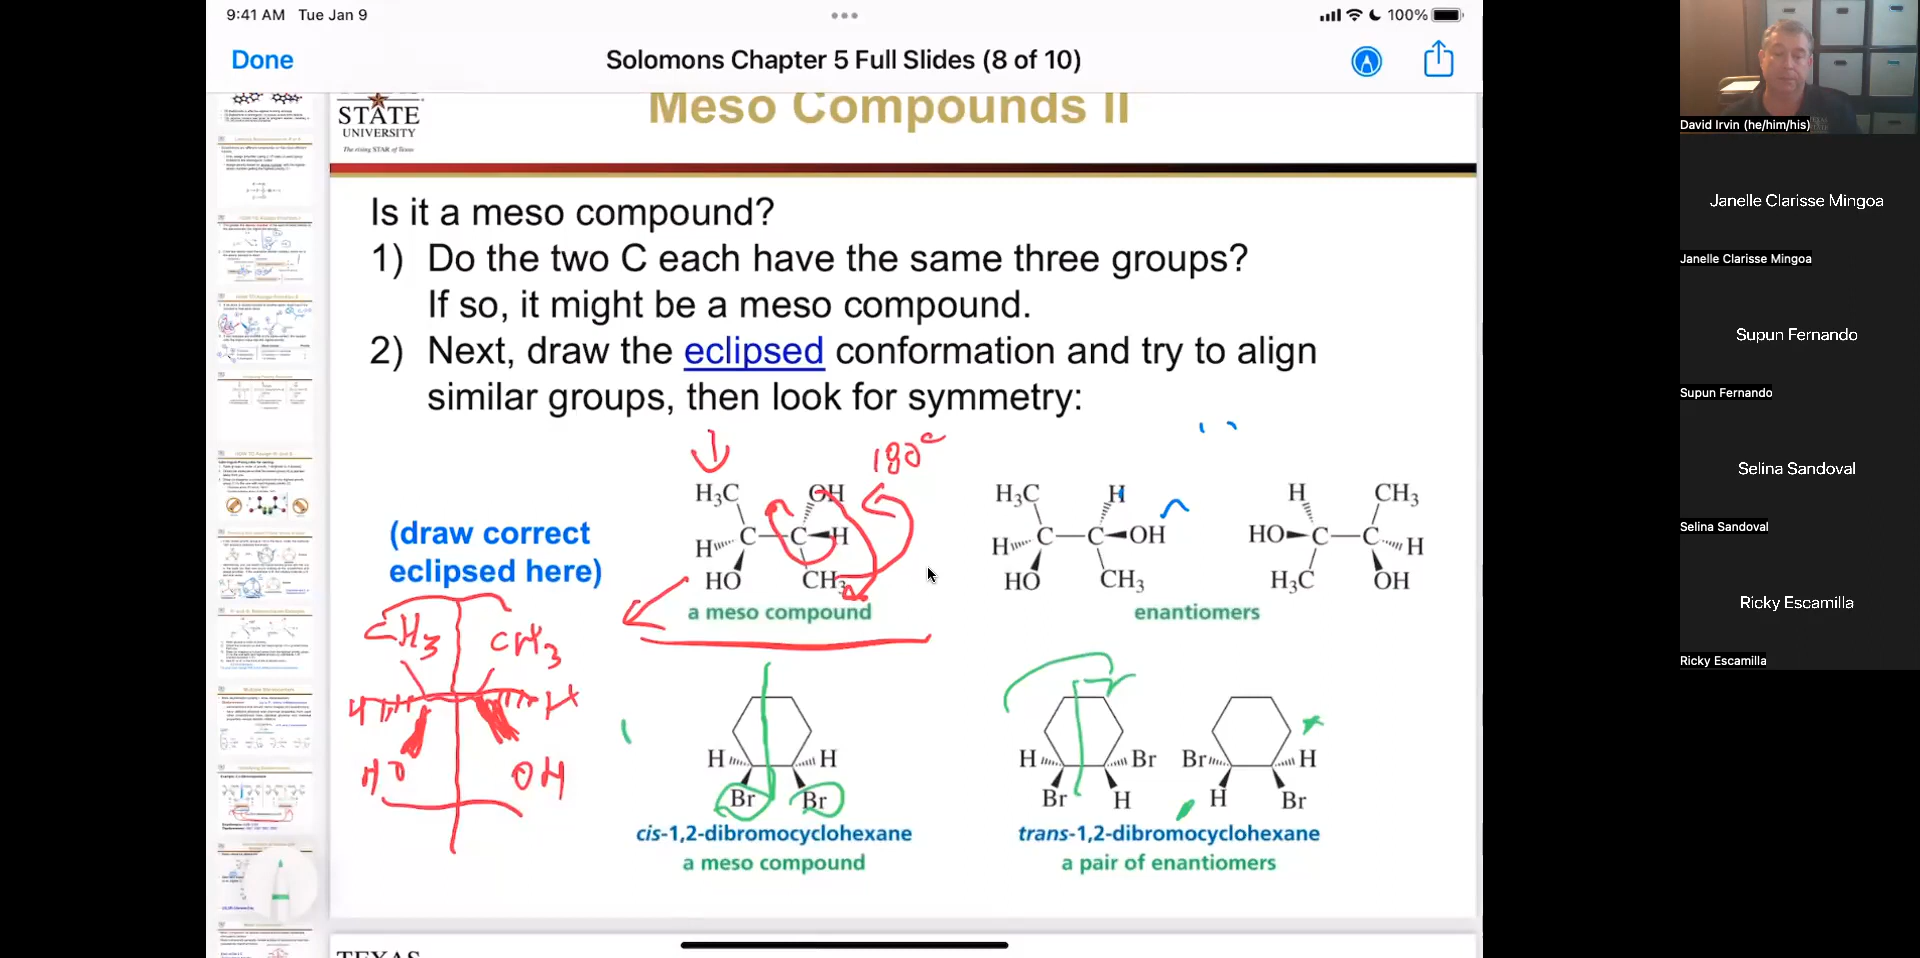 9:41 AM Tue Jan 9
100%
Done
Solomons Chapter 5 Full Slides (8 of 10)
STATE
UNIVERSITY
The rising STAR of Texas
Meso Compounds II
Is it a meso compound?
1) Do the two C each have the same three groups?
If so, it might be a meso compound.
2) Next, draw the eclipsed conformation and try to align
similar groups, then look for symmetry:
180°
H₃C OH
H C C H
HO CH₃
a meso compound
H₃C H
H C C OH
HO CH₃
H CH₃
HO C C H
H₃C OH
enantiomers
(draw correct
eclipsed here)
CH₃ CH₃
H H
HO OH
H H
Br Br
cis-1,2-dibromocyclohexane
a meso compound
H Br
Br H
Br H
H Br
trans-1,2-dibromocyclohexane
a pair of enantiomers
TEXAS
David Irvin (he/him/his)
Janelle Clarisse Mingoa
Janelle Clarisse Mingoa
Supun Fernando
Supun Fernando
Selina Sandoval
Selina Sandoval
Ricky Escamilla
Ricky Escamilla